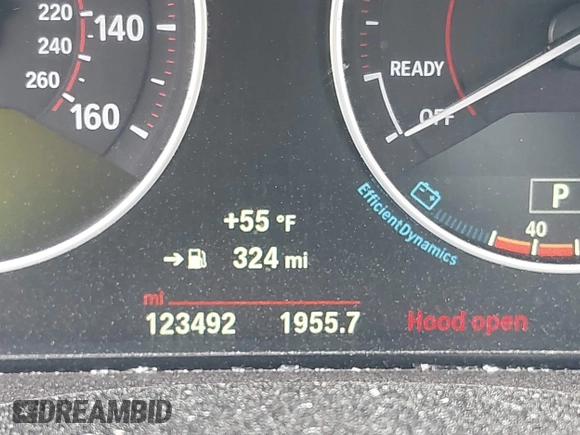 220
240
260
140
160
READY
OFF
P
EfficientDynamics
40
+55 °F
324 mi
mi
123492 1955.7 Hood open
DREAMBID